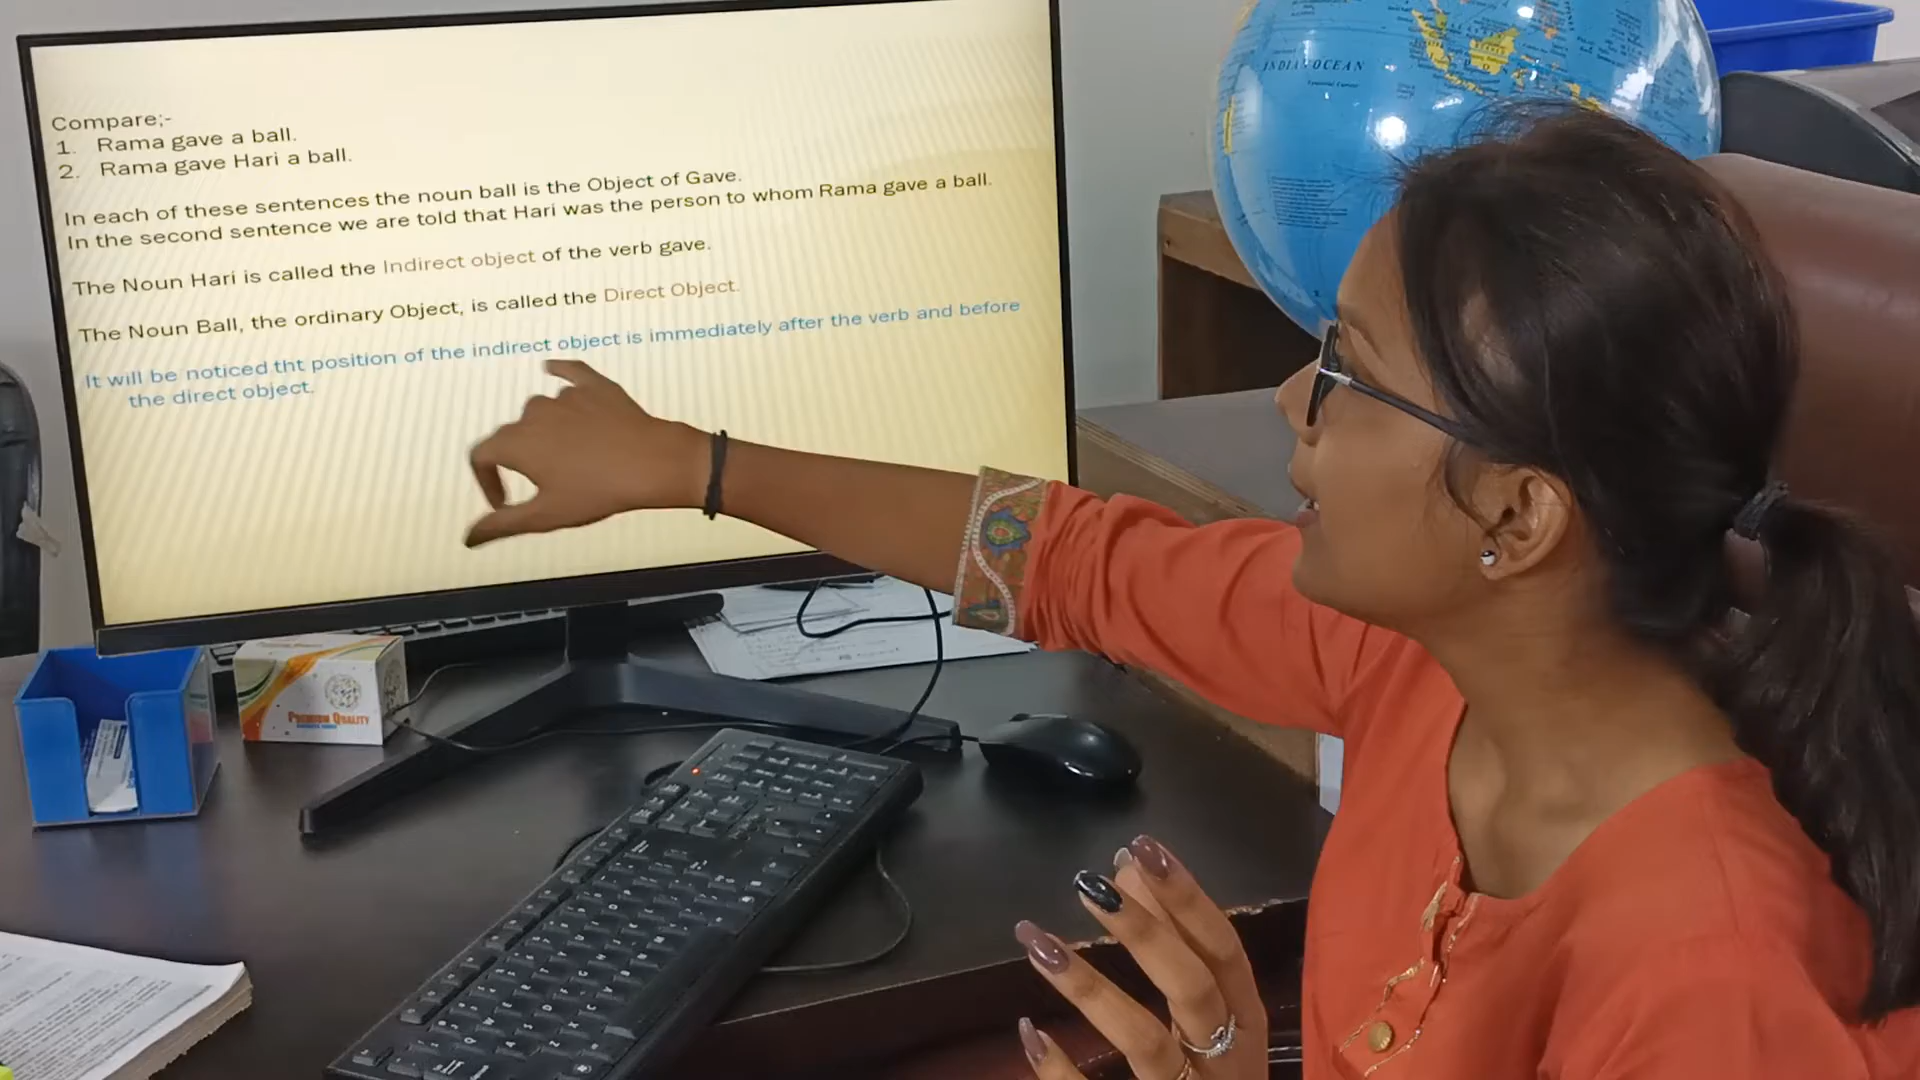 Compare;-
1. Rama gave a ball.
2. Rama gave Hari a ball.
In each of these sentences the noun ball is the Object of Gave.
In the second sentence we are told that Hari was the person to whom Rama gave a ball.
The Noun Hari is called the Indirect object of the verb gave.
The Noun Ball, the ordinary Object, is called the Direct Object.
It will be noticed tht position of the indirect object is immediately after the verb and before
the direct object.
INDIAN OCEAN
PREMIUM QUALITY